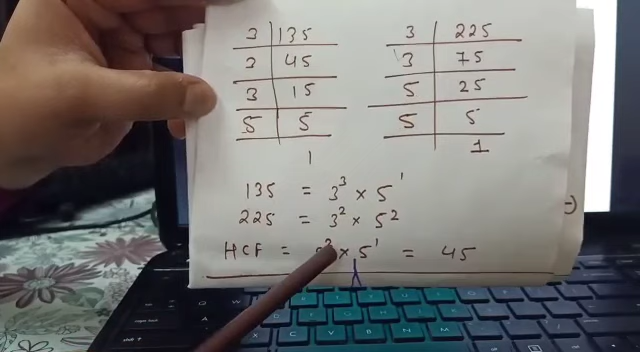 3 | 135 3 | 225
3 | 45 3 | 75
3 | 15 5 | 25
5 | 5 5 | 5
1 1
135 = 3³ × 5¹
225 = 3² × 5²
HCF = × 5¹ = 45